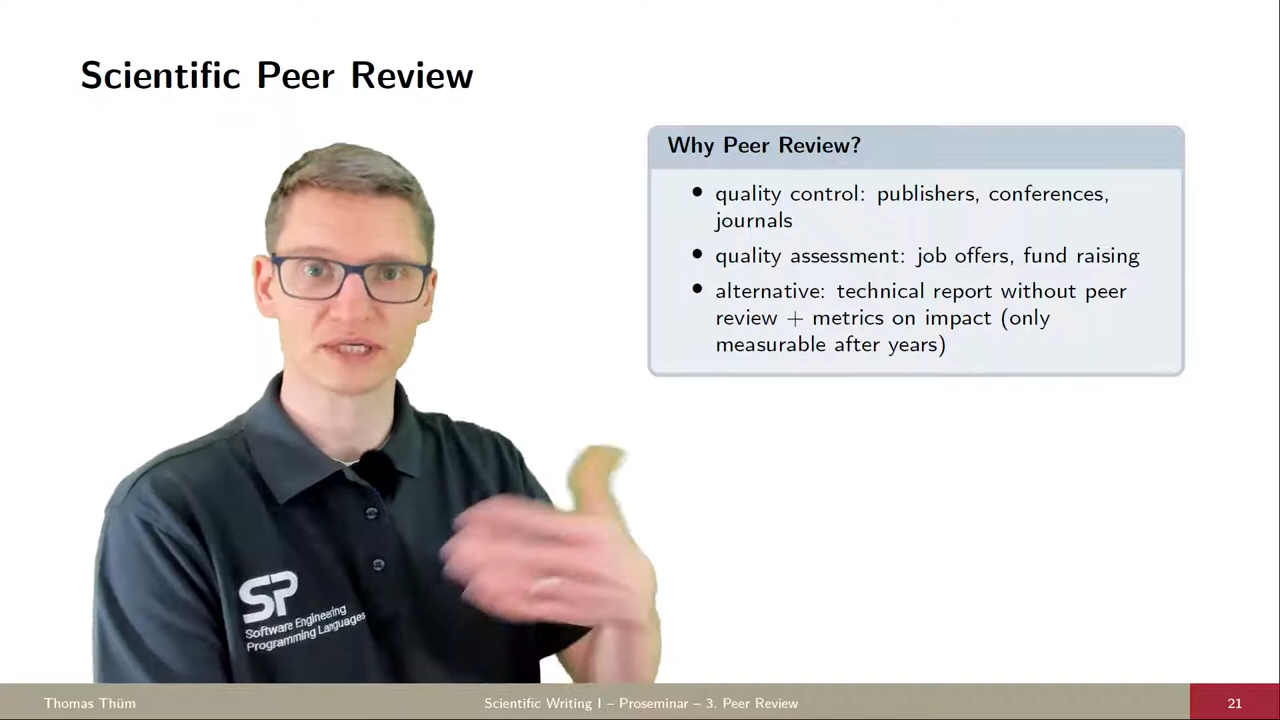 Scientific Peer Review
Why Peer Review?
• quality control: publishers, conferences,
journals
• quality assessment: job offers, fund raising
• alternative: technical report without peer
review + metrics on impact (only
measurable after years)
SP
Software Engineering
Programming Languages
Thomas Thüm
Scientific Writing I – Proseminar – 3. Peer Review
21